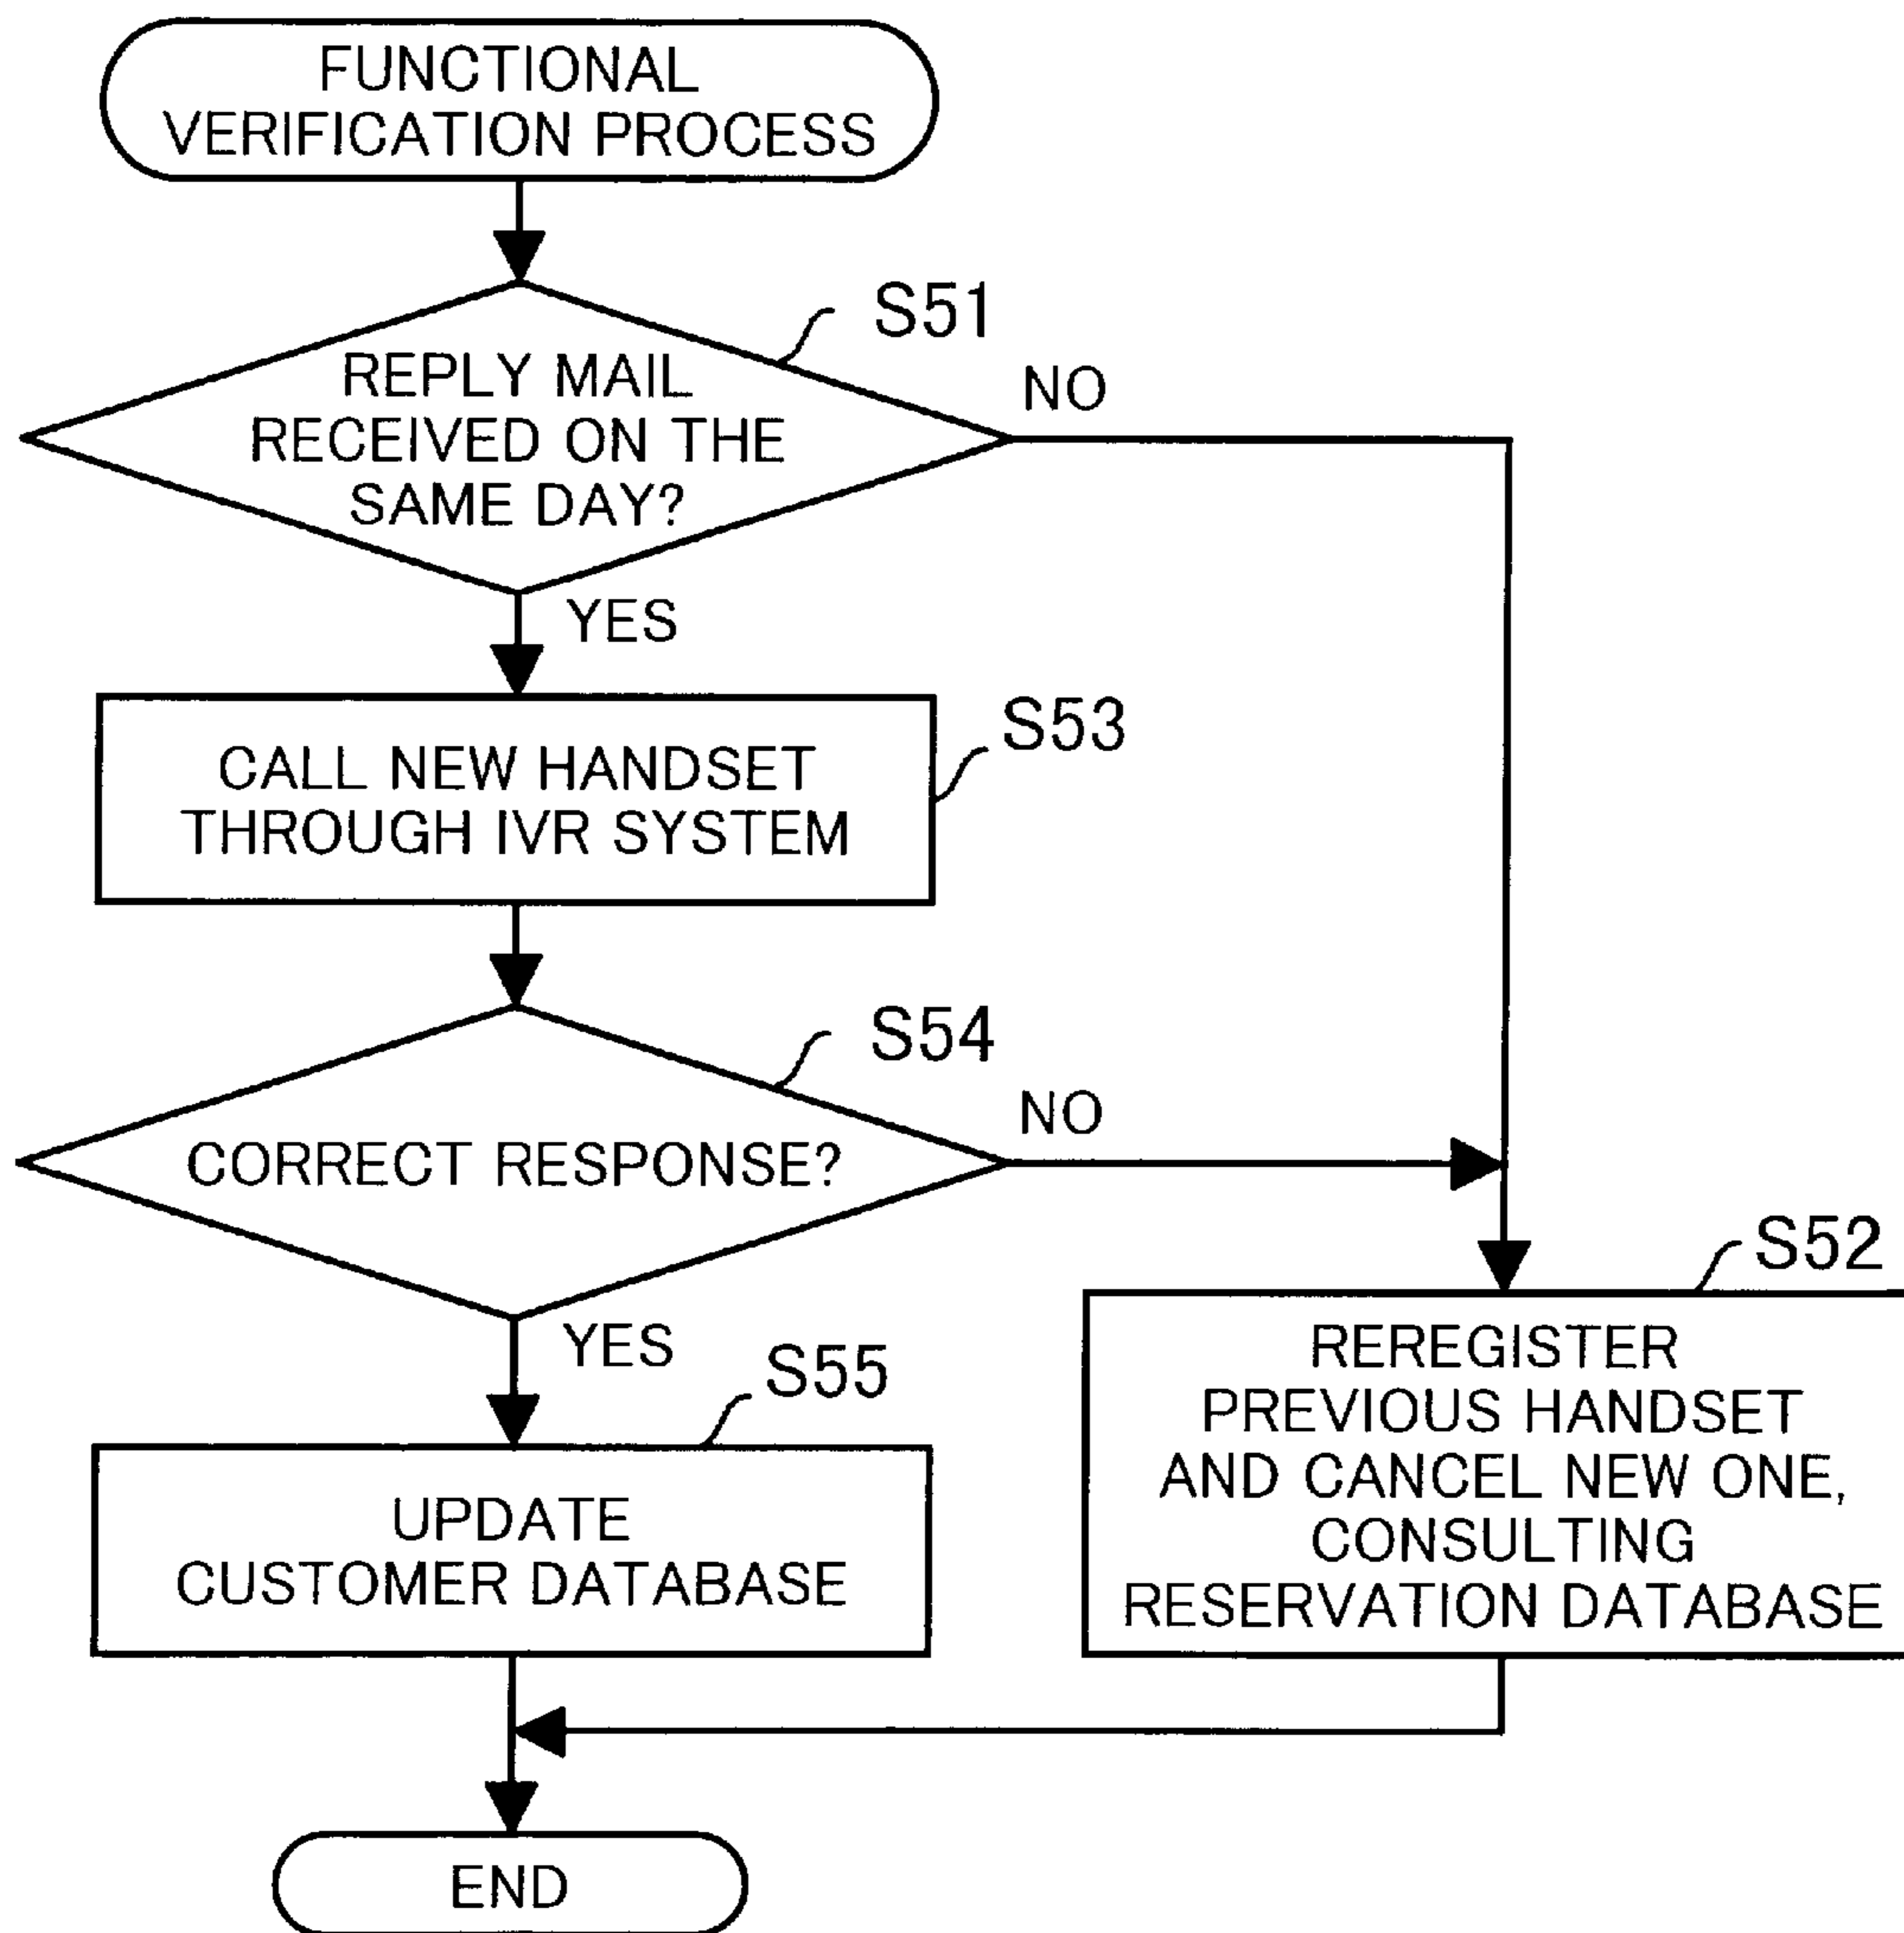 FUNCTIONAL
VERIFICATION PROCESS
S51
REPLY MAIL
RECEIVED ON THE
SAME DAY?
NO
YES
S53
CALL NEW HANDSET
THROUGH IVR SYSTEM
S54
CORRECT RESPONSE?
NO
YES
S55
UPDATE
CUSTOMER DATABASE
S52
REREGISTER
PREVIOUS HANDSET
AND CANCEL NEW ONE,
CONSULTING
RESERVATION DATABASE
END